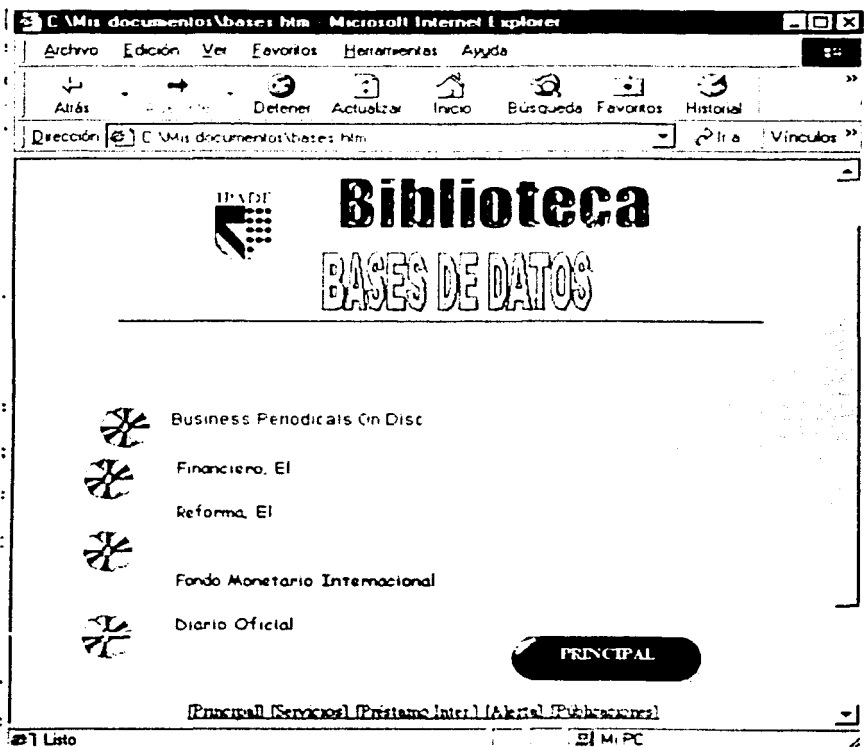 C:\Mis documentos\bases.htm - Microsoft Internet Explorer
Archivo Edición Ver Favoritos Herramientas Ayuda
Atrás Detener Actualizar Inicio Búsqueda Favoritos Historial
Dirección C:\Mis documentos\bases.htm Ir a Vínculos
IPADE
Biblioteca
BASES DE DATOS
Business Periodicals On Disc
Financiero, El
Reforma, El
Fondo Monetario Internacional
Diario Oficial
PRINCIPAL
[Principal] [Servicios] [Préstamo Inter.] [Alerta] [Publicaciones]
Listo Mi PC